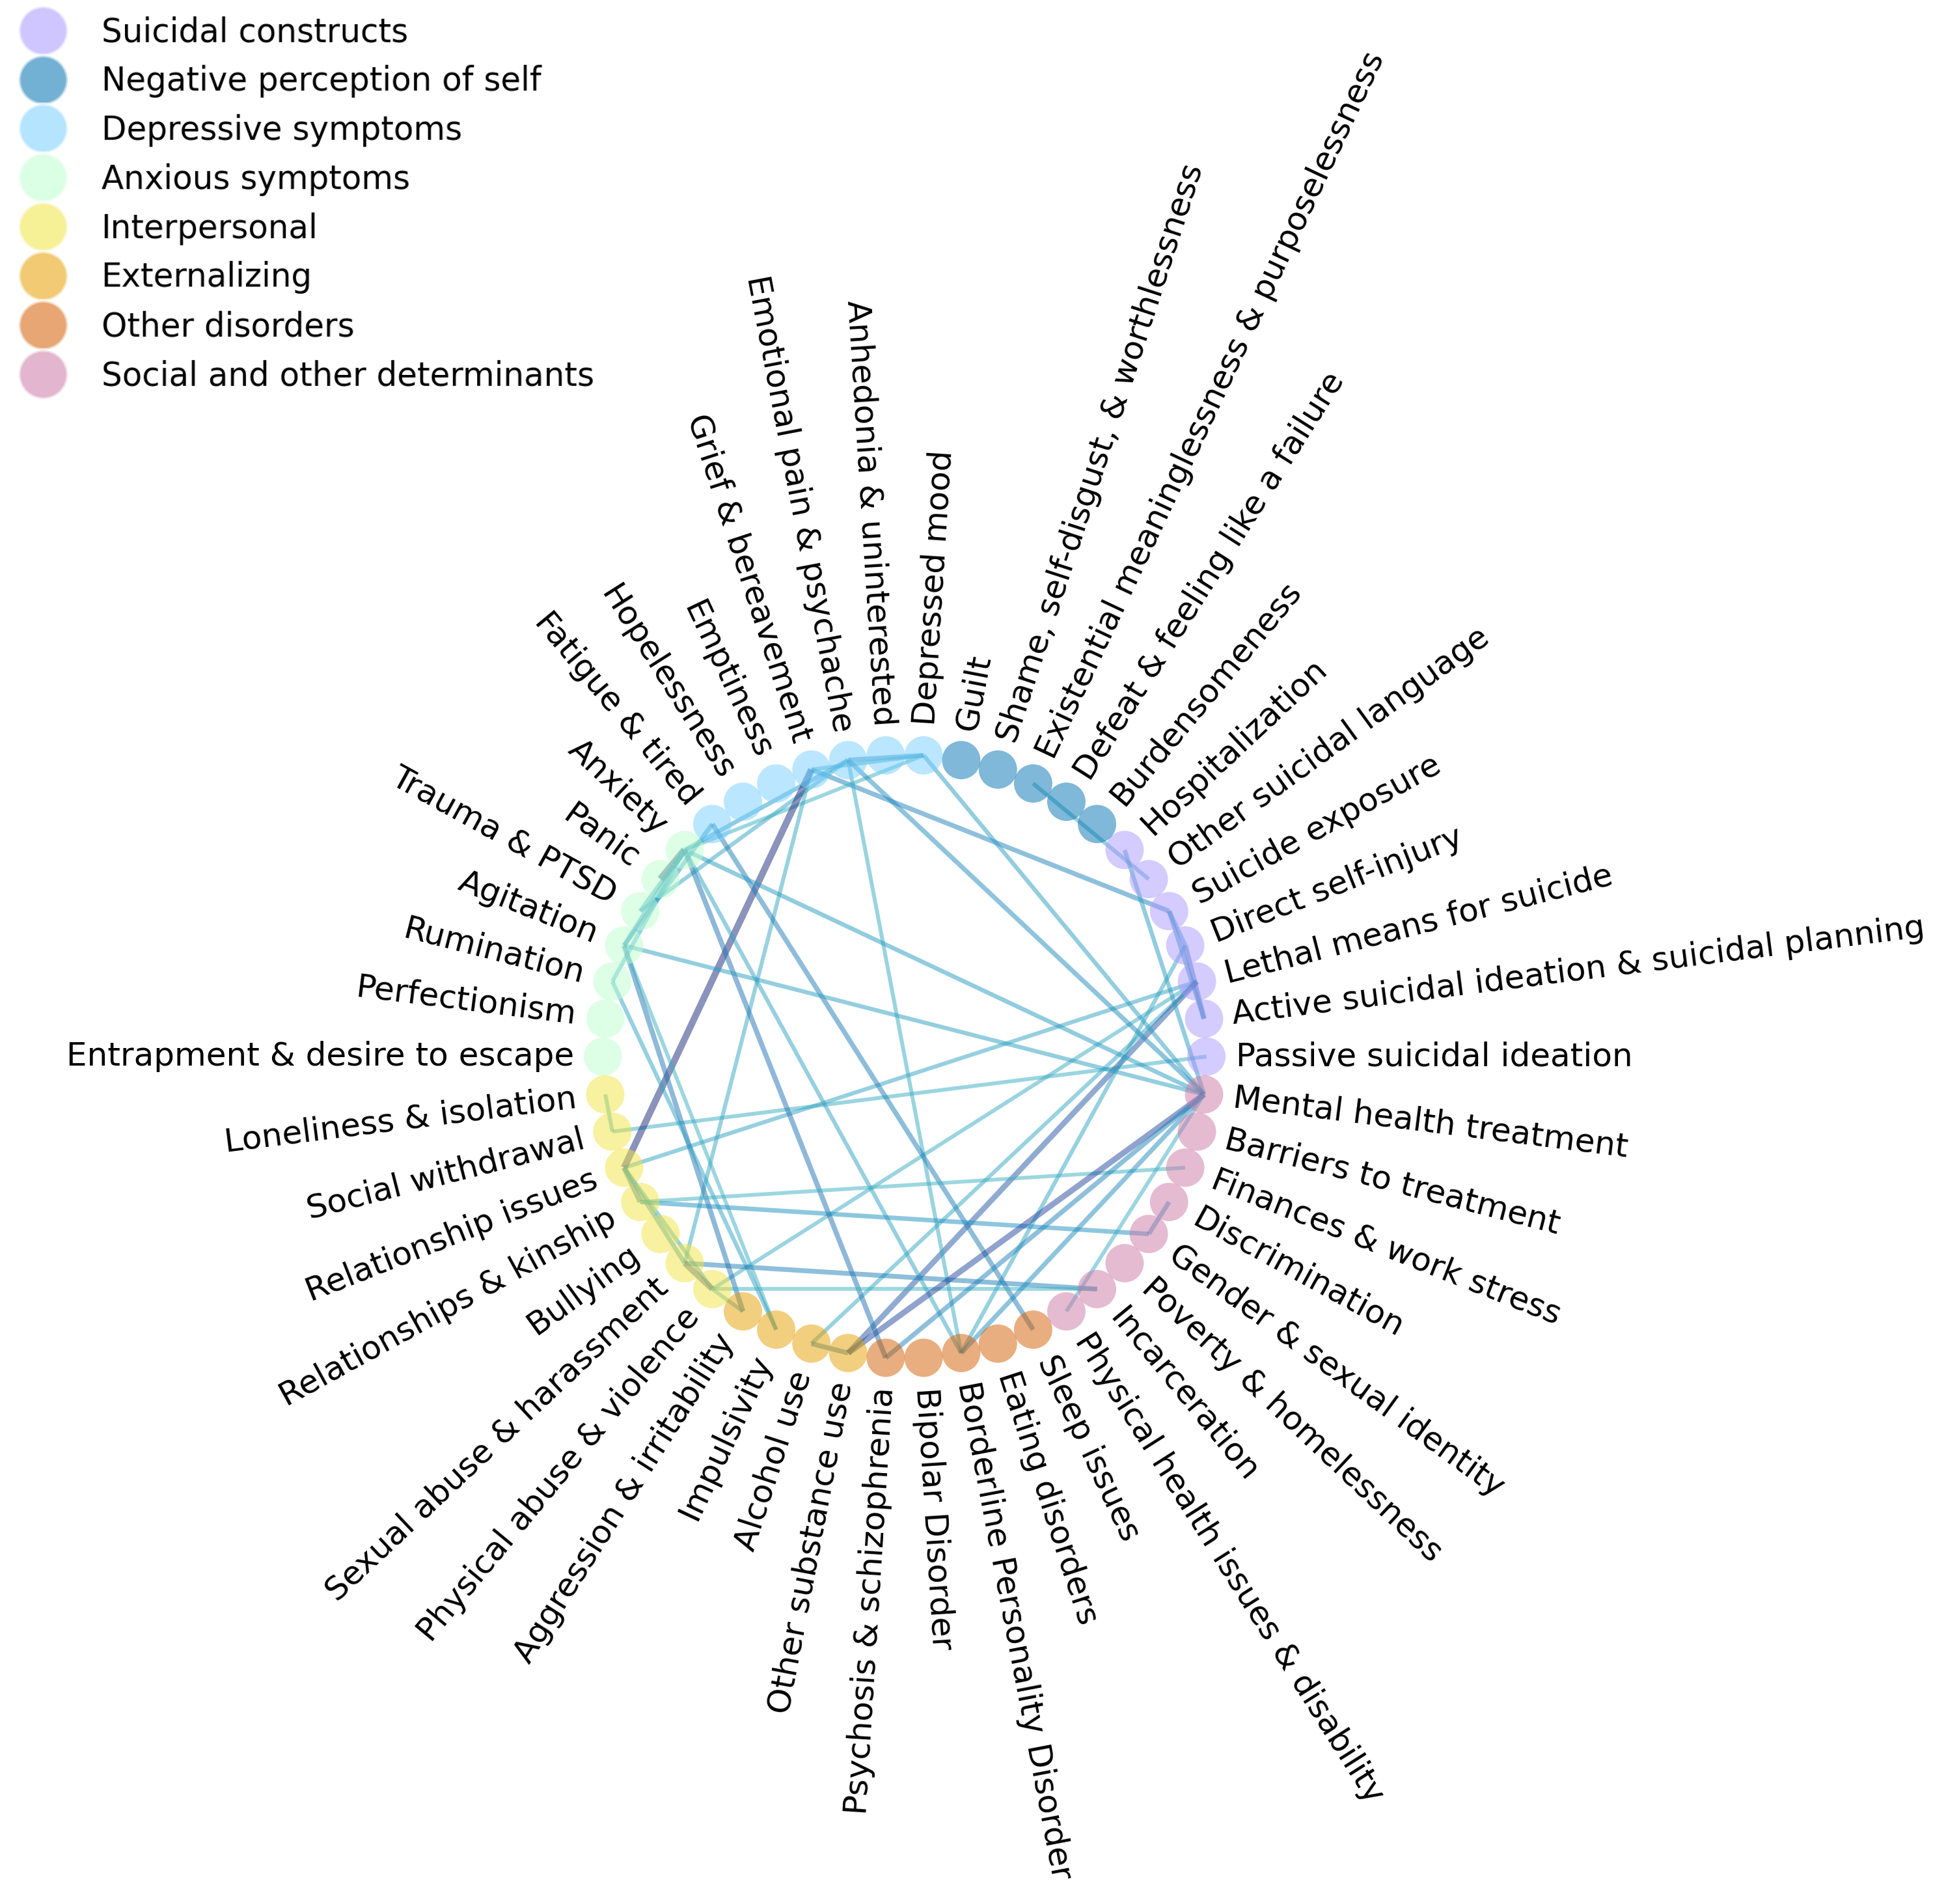 Suicidal constructs
Negative perception of self
Depressive symptoms
Anxious symptoms
Interpersonal
Externalizing
Other disorders
Social and other determinants
Passive suicidal ideation
Active suicidal ideation & suicidal planning
Lethal means for suicide
Direct self-injury
Suicide exposure
Other suicidal language
Hospitalization
Burdensomeness
Defeat & feeling like a failure
Existential meaninglessness & purposelessness
Shame, self-disgust, & worthlessness
Guilt
Depressed mood
Anhedonia & uninterested
Emotional pain & psychache
Grief & bereavement
Emptiness
Hopelessness
Fatigue & tired
Anxiety
Panic
Trauma & PTSD
Agitation
Rumination
Perfectionism
Entrapment & desire to escape
Loneliness & isolation
Social withdrawal
Relationship issues
Relationships & kinship
Bullying
Sexual abuse & harassment
Physical abuse & violence
Aggression & irritability
Impulsivity
Alcohol use
Other substance use
Psychosis & schizophrenia
Bipolar Disorder
Borderline Personality Disorder
Eating disorders
Sleep issues
Physical health issues & disability
Incarceration
Poverty & homelessness
Gender & sexual identity
Discrimination
Finances & work stress
Barriers to treatment
Mental health treatment